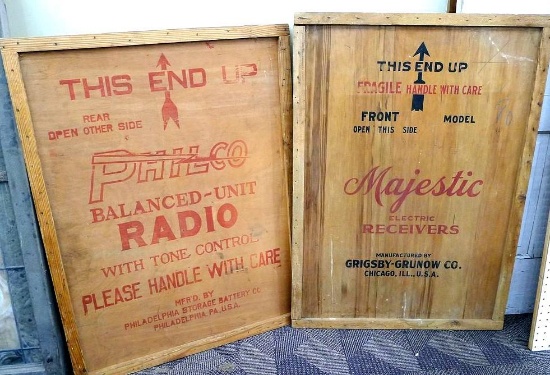 THIS END UP
REAR
OPEN OTHER SIDE
PHILCO
BALANCED-UNIT
RADIO
WITH TONE CONTROL
PLEASE HANDLE WITH CARE
MF'D. BY
PHILADELPHIA STORAGE BATTERY CO
PHILADELPHIA PA. U.S.A.
THIS END UP
FRAGILE HANDLE WITH CARE
FRONT MODEL
OPEN THIS SIDE
Majestic
ELECTRIC
RECEIVERS
MANUFACTURED BY
GRIGSBY-GRUNOW CO.
CHICAGO, ILL., U.S.A.